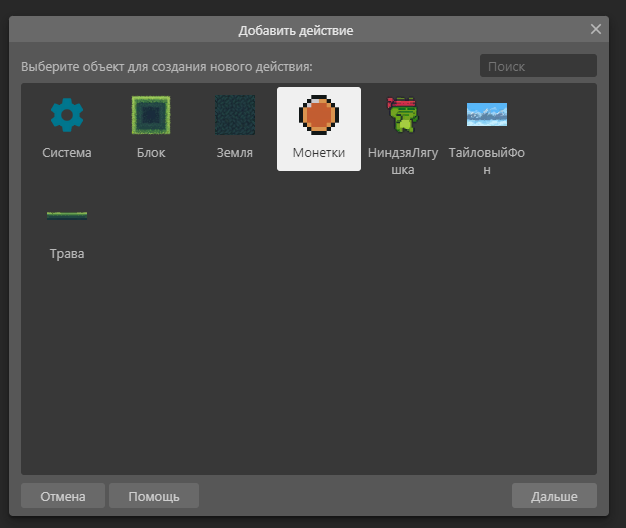 Добавить действие
Выберите объект для создания нового действия:
Поиск
Система
Блок
Земля
Монетки
НиндзяЛягу
шка
ТайловыйФо
н
Трава
Отмена
Помощь
Дальше